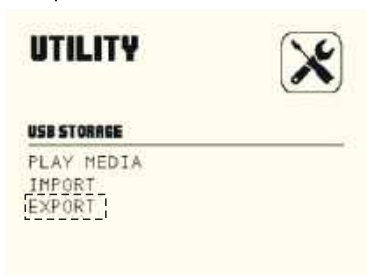 UTILITY
USB STORAGE
PLAY MEDIA
IMPORT
EXPORT